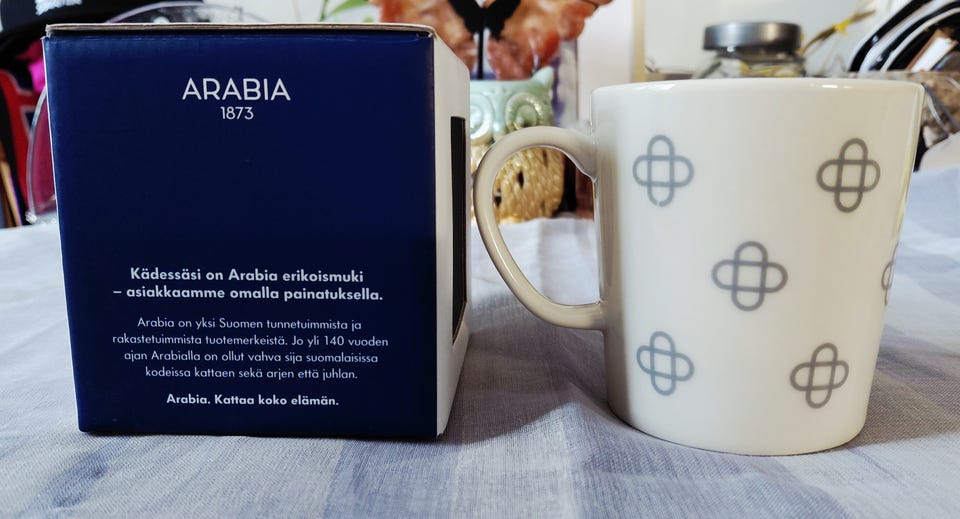 ARABIA
1873
Kädessäsi on Arabia erikoismuki
– asiakkaamme omalla painatuksella.
Arabia on yksi Suomen tunnetuimmista ja
rakastetuimmista tuotemerkeistä. Jo yli 140 vuoden
ajan Arabialla on ollut vahva sija suomalaisissa
kodeissa kattaen sekä arjen että juhlan.
Arabia. Kattaa koko elämän.